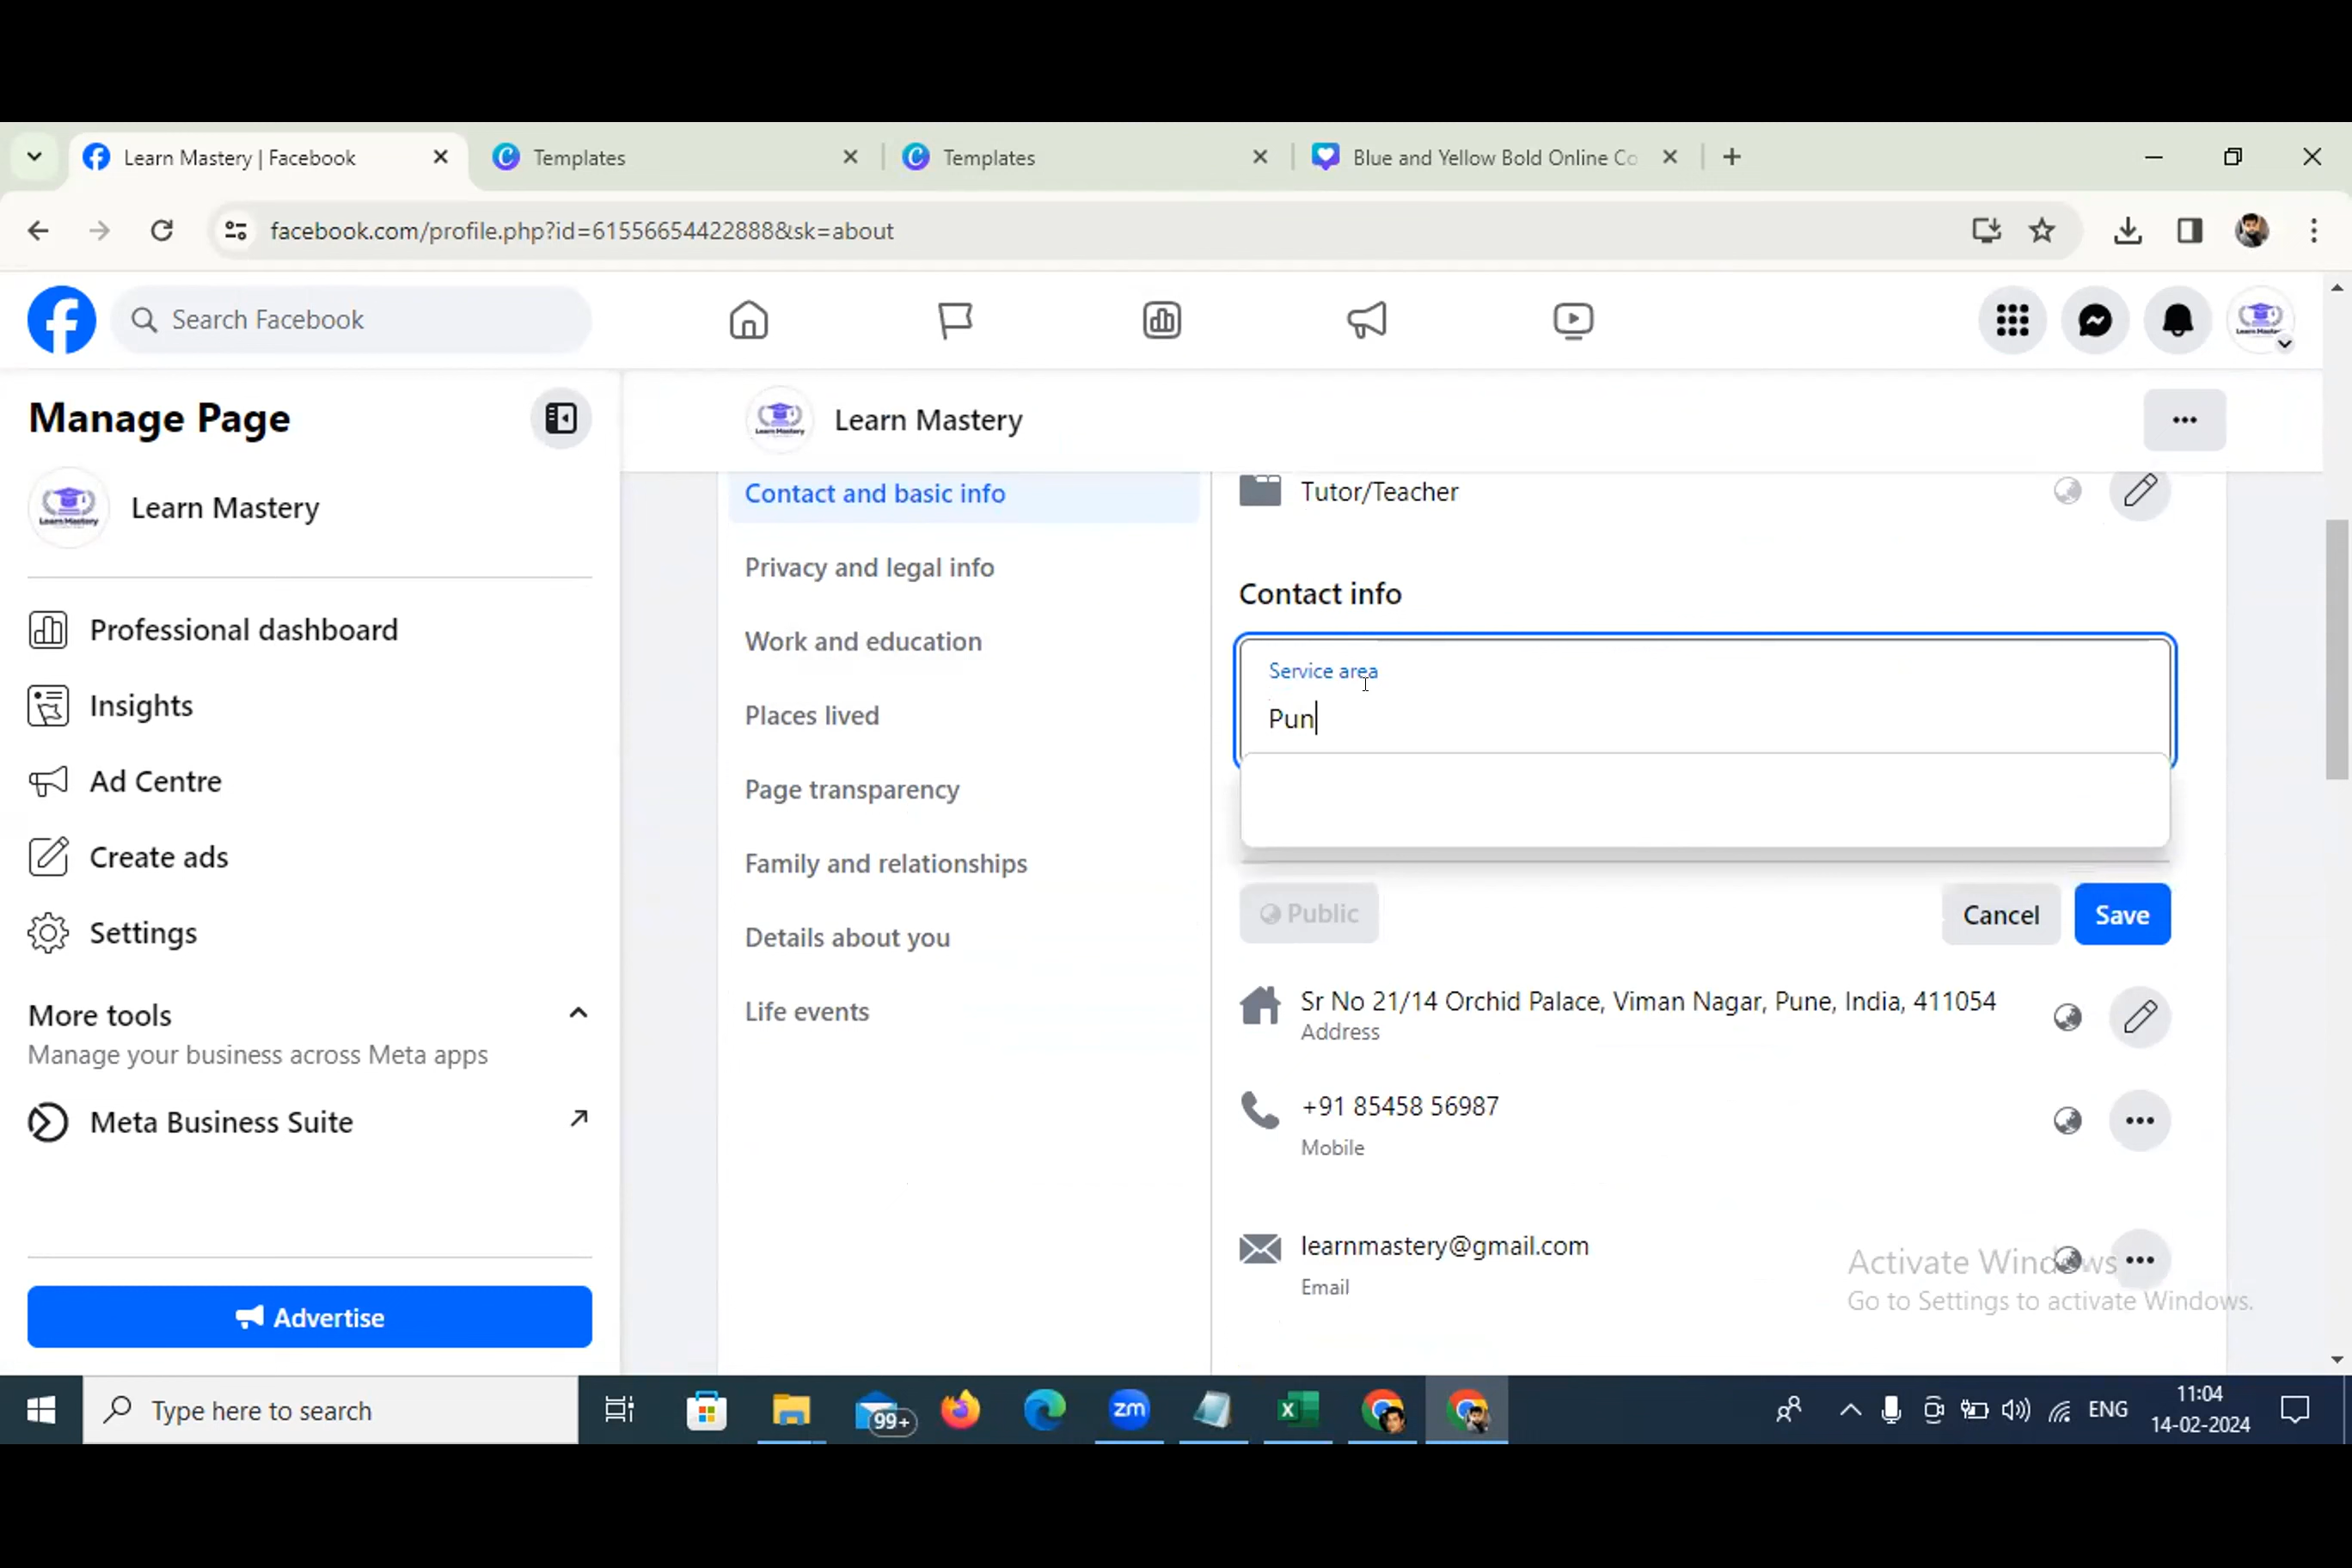 Learn Mastery | Facebook
Templates
Templates
Blue and Yellow Bold Online Co
facebook.com/profile.php?id=61556654422888&sk=about
Search Facebook
Manage Page
Learn Mastery
Professional dashboard
Insights
Ad Centre
Create ads
Settings
More tools
Manage your business across Meta apps
Meta Business Suite
Advertise
Learn Mastery
Contact and basic info
Privacy and legal info
Work and education
Places lived
Page transparency
Family and relationships
Details about you
Life events
Tutor/Teacher
Contact info
Service area
Pun
Public
Cancel
Save
Sr No 21/14 Orchid Palace, Viman Nagar, Pune, India, 411054
Address
+91 85458 56987
Mobile
learnmastery@gmail.com
Email
Activate Windows
Go to Settings to activate Windows.
Type here to search
99+
zm
ENG
11:04
14-02-2024